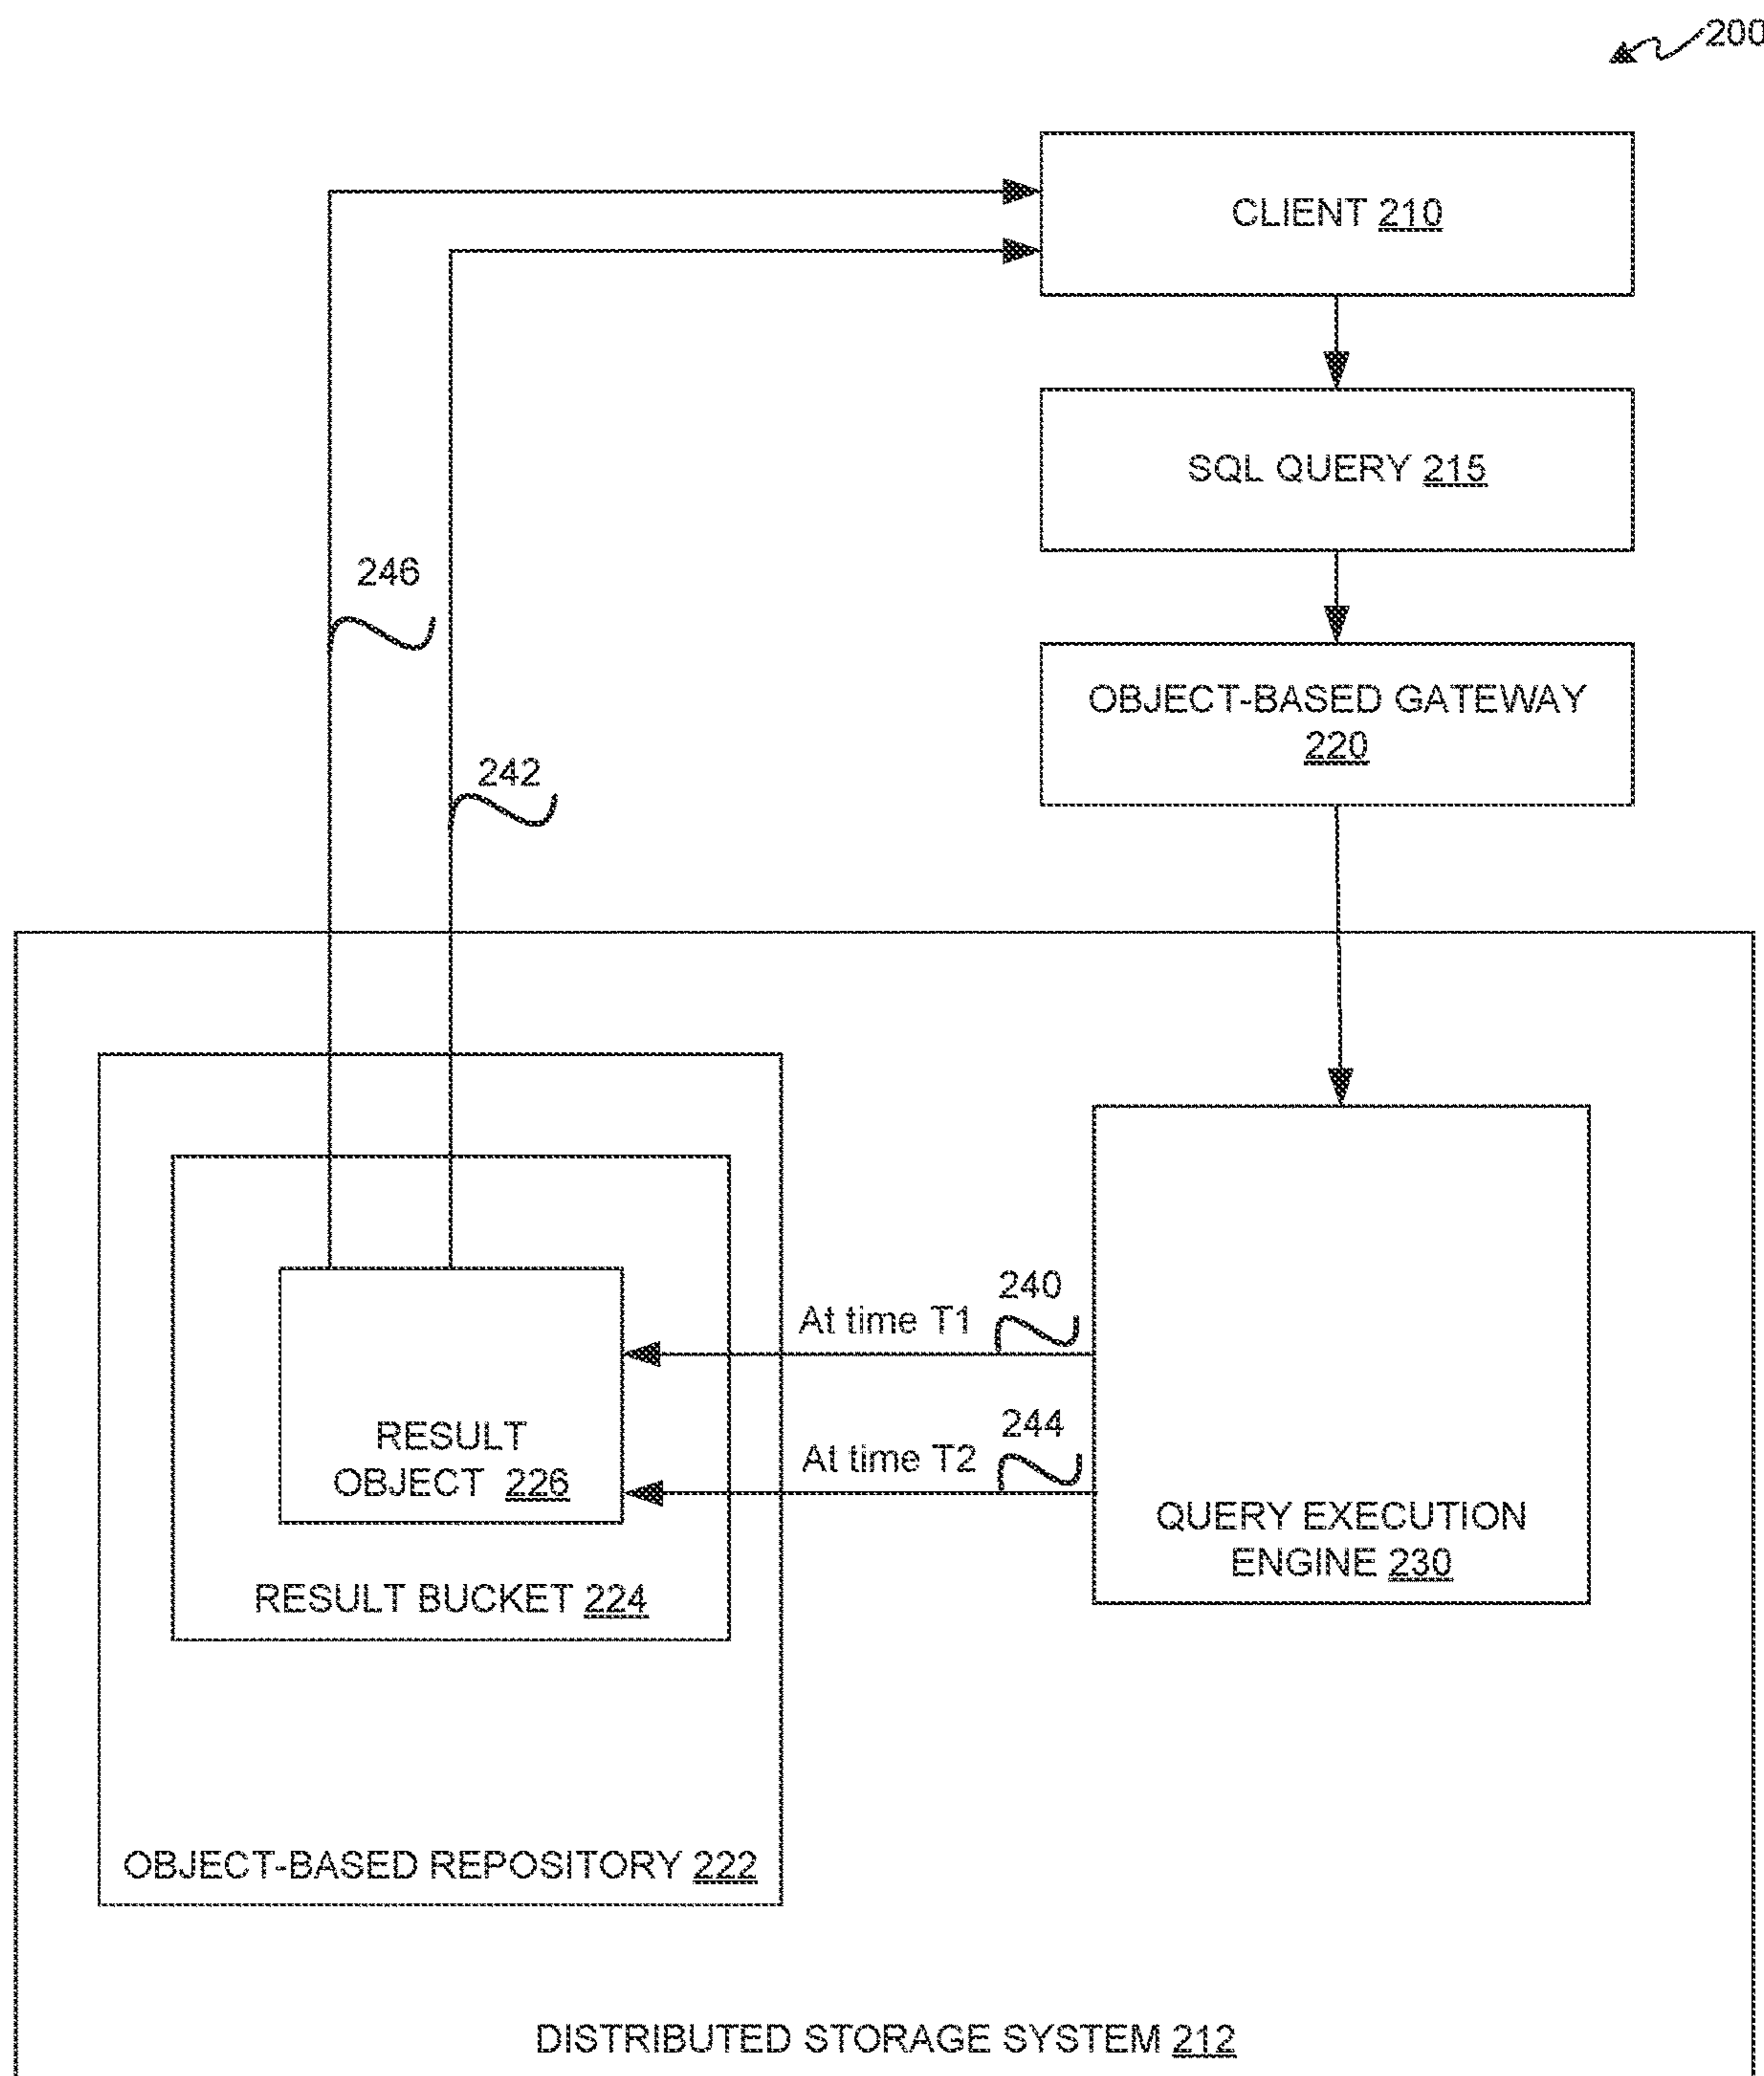 200
CLIENT 210
SQL QUERY 215
246
OBJECT-BASED GATEWAY
220
242
240
At time T1
244
At time T2
RESULT
OBJECT 226
QUERY EXECUTION
ENGINE 230
RESULT BUCKET 224
OBJECT-BASED REPOSITORY 222
DISTRIBUTED STORAGE SYSTEM 212